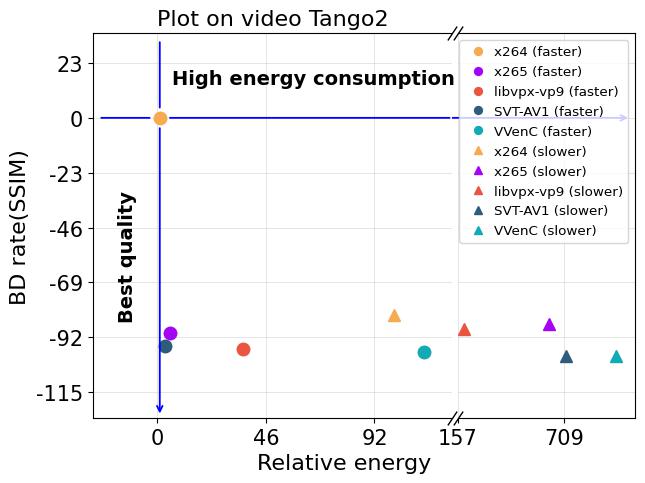 Plot on video Tango2
23
0
-23
-46
-69
-92
-115
BD rate(SSIM)
High energy consumption
Best quality
x264 (faster)
x265 (faster)
libvpx-vp9 (faster)
SVT-AV1 (faster)
VVenC (faster)
x264 (slower)
x265 (slower)
libvpx-vp9 (slower)
SVT-AV1 (slower)
VVenC (slower)
0 46 92 157 709
Relative energy